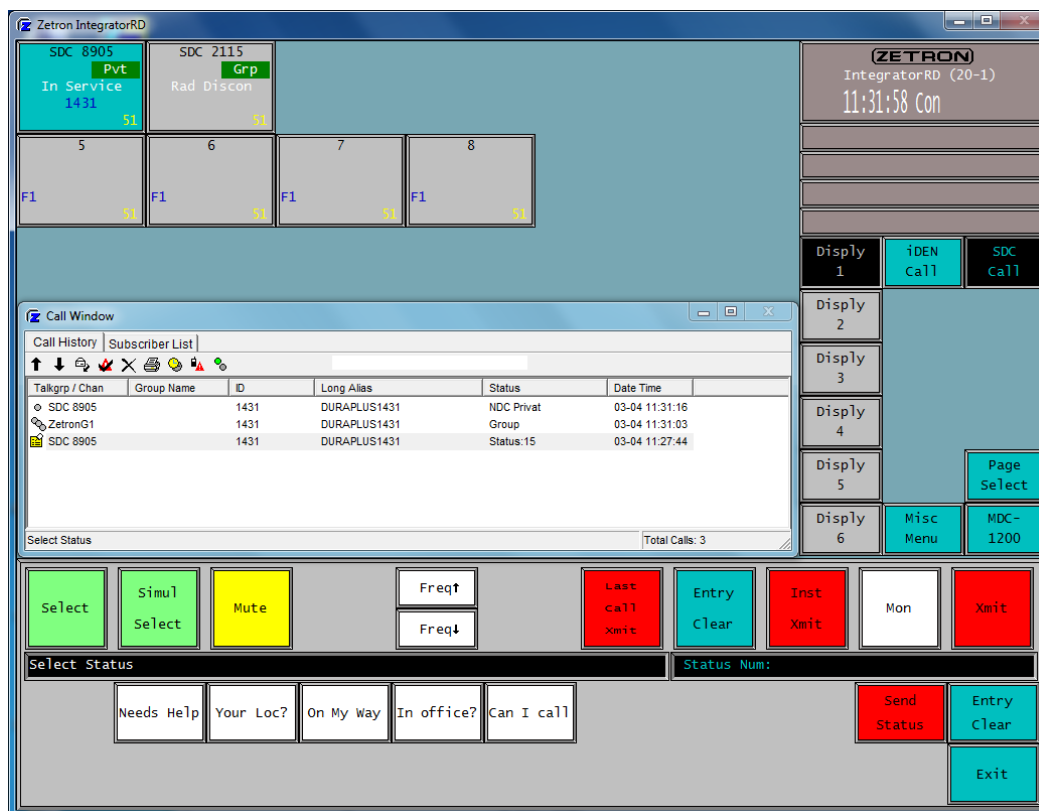 Zetron IntegratorRD
SDC 8905
Pvt
In Service
1431
51
SDC 2115
Grp
Rad Discon
51
5
F1
51
6
F1
51
7
F1
51
8
F1
51
ZETRON
IntegratorRD (20-1)
11:31:58 Con
Disply
1
iDEN
Call
SDC
Call
Disply
2
Disply
3
Disply
4
Disply
5
Page
Select
Disply
6
Misc
Menu
MDC-
1200
Call Window
Call History Subscriber List
Talkgrp / Chan Group Name ID Long Alias Status Date Time
SDC 8905 1431 DURAPLUS1431 NDC Privat 03-04 11:31:16
ZetronG1 1431 DURAPLUS1431 Group 03-04 11:31:03
SDC 8905 1431 DURAPLUS1431 Status:15 03-04 11:27:44
Select Status Total Calls: 3
Select
Simul
Select
Mute
Freq↑
Freq↓
Last
Call
Xmit
Entry
Clear
Inst
Xmit
Mon
Xmit
Select Status
Status Num:
Needs Help
Your Loc?
On My Way
In office?
Can I call
Send
Status
Entry
Clear
Exit